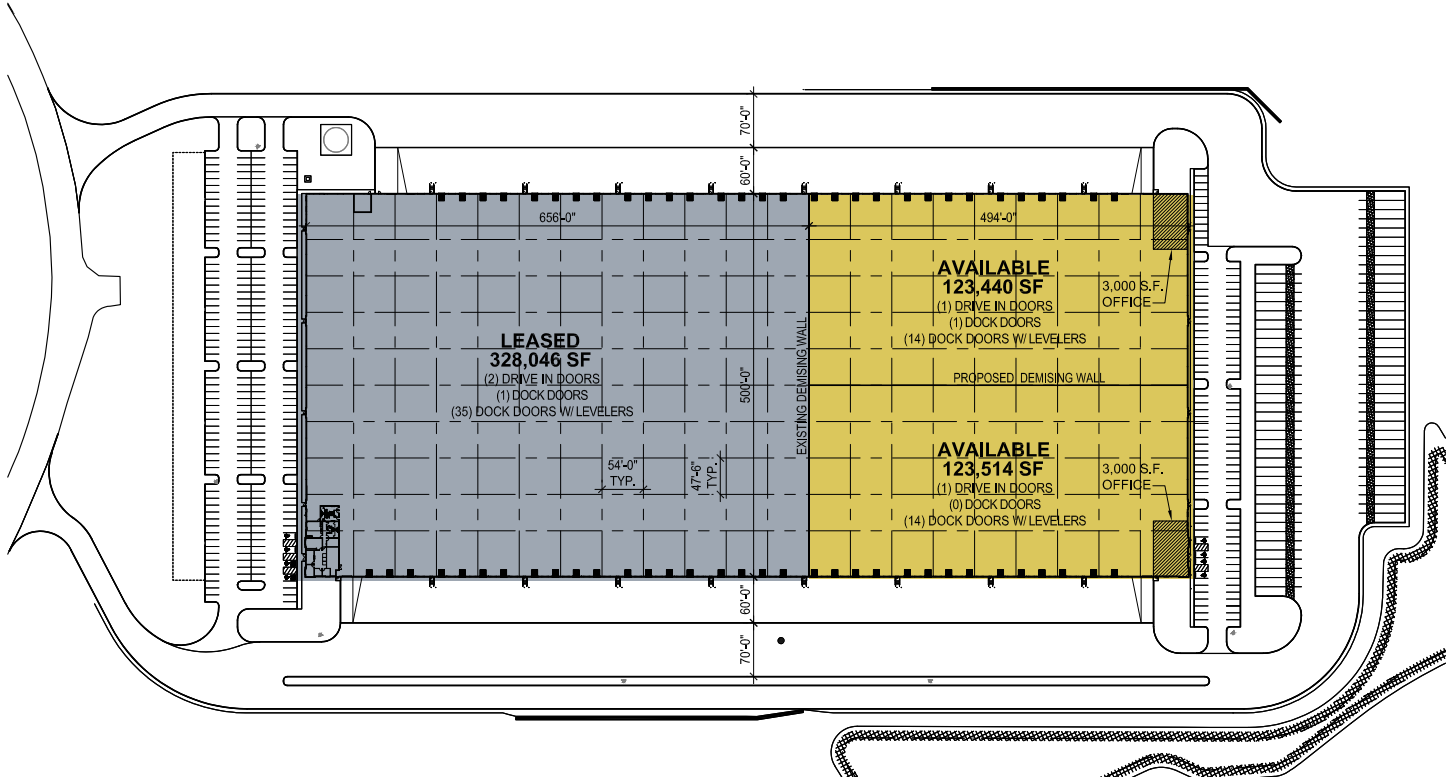 70'-0"
60'-0"
656'-0"
494'-0"
LEASED
328,046 SF
(2) DRIVE IN DOORS
(1) DOCK DOORS
(35) DOCK DOORS W/ LEVELERS
54'-0"
TYP.
47'-6"
TYP.
500'-0"
EXISTING DEMISING WALL
AVAILABLE
123,440 SF
(1) DRIVE IN DOORS
(1) DOCK DOORS
(14) DOCK DOORS W/ LEVELERS
3,000 S.F.
OFFICE
PROPOSED DEMISING WALL
AVAILABLE
123,514 SF
(1) DRIVE IN DOORS
(0) DOCK DOORS
(14) DOCK DOORS W/ LEVELERS
3,000 S.F.
OFFICE
60'-0"
70'-0"